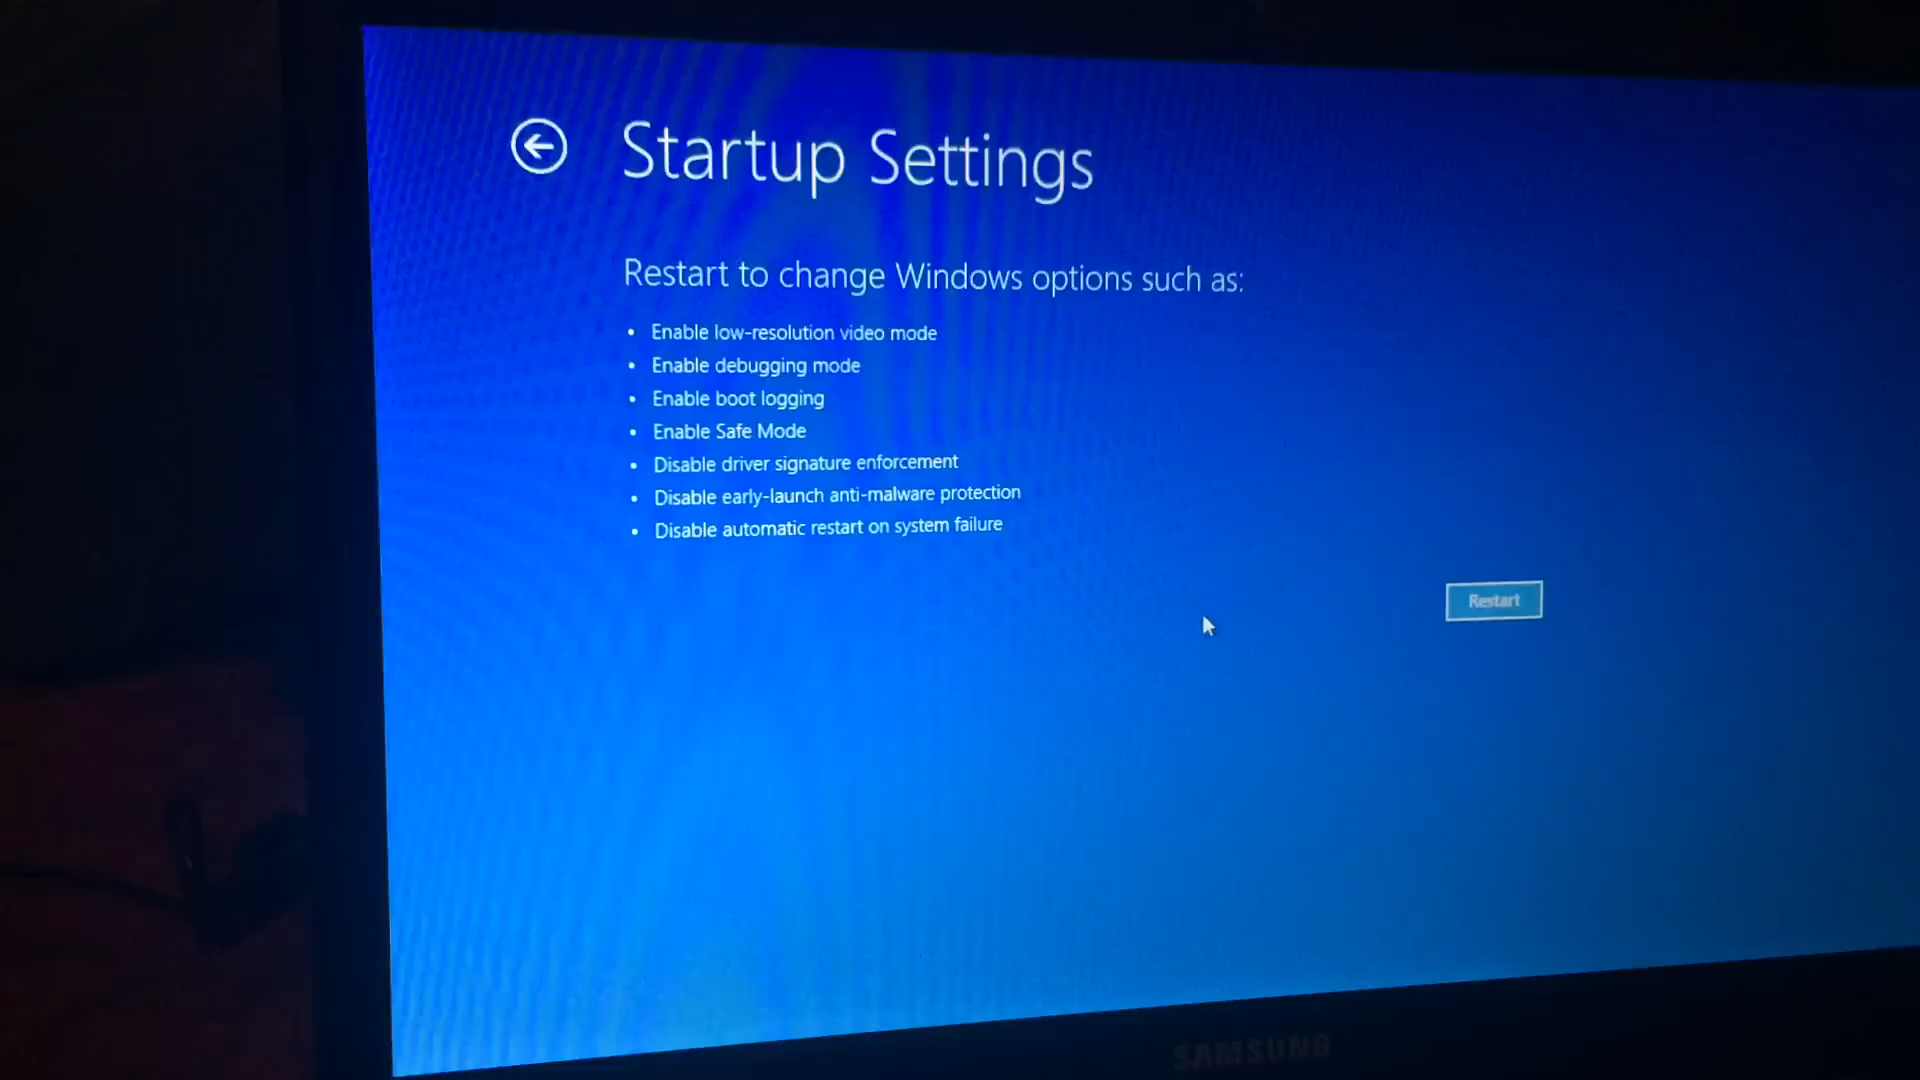 Startup Settings
Restart to change Windows options such as:
• Enable low-resolution video mode
• Enable debugging mode
• Enable boot logging
• Enable Safe Mode
• Disable driver signature enforcement
• Disable early-launch anti-malware protection
• Disable automatic restart on system failure
Restart
SAMSUNG